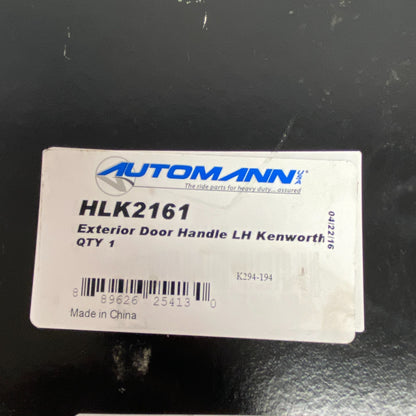 AUTOMANN
The ride parts for heavy duty... assured
HLK2161
Exterior Door Handle LH Kenworth
QTY 1
04/22/16
K294-194
8 89626 25413 0
Made in China